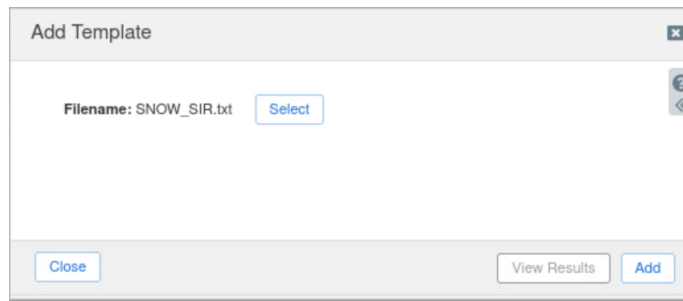 Add Template
Filename: SNOW_SIR.txt Select
Close View Results Add